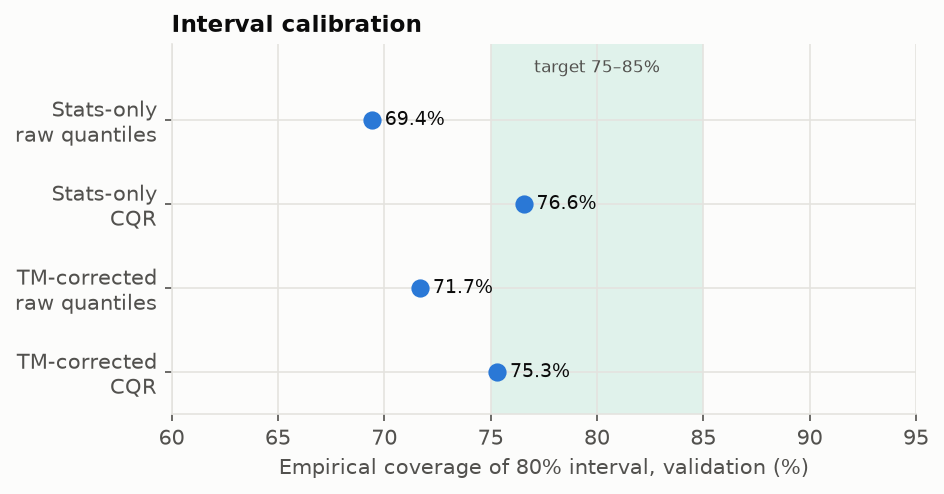 Interval calibration
target 75–85%
Stats-only
raw quantiles
69.4%
Stats-only
CQR
76.6%
TM-corrected
raw quantiles
71.7%
TM-corrected
CQR
75.3%
60 65 70 75 80 85 90 95
Empirical coverage of 80% interval, validation (%)